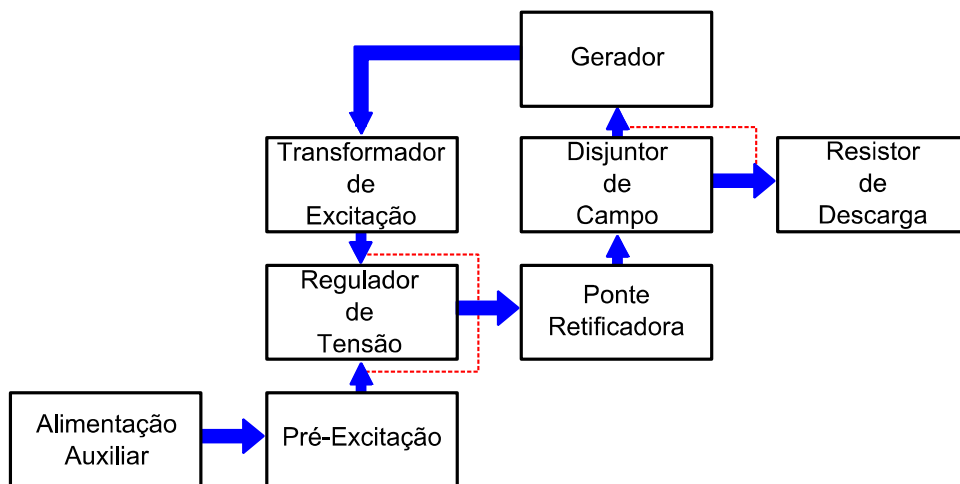 Gerador
Transformador
de
Excitação
Disjuntor
de
Campo
Resistor
de
Descarga
Regulador
de
Tensão
Ponte
Retificadora
Alimentação
Auxiliar
Pré-Excitação